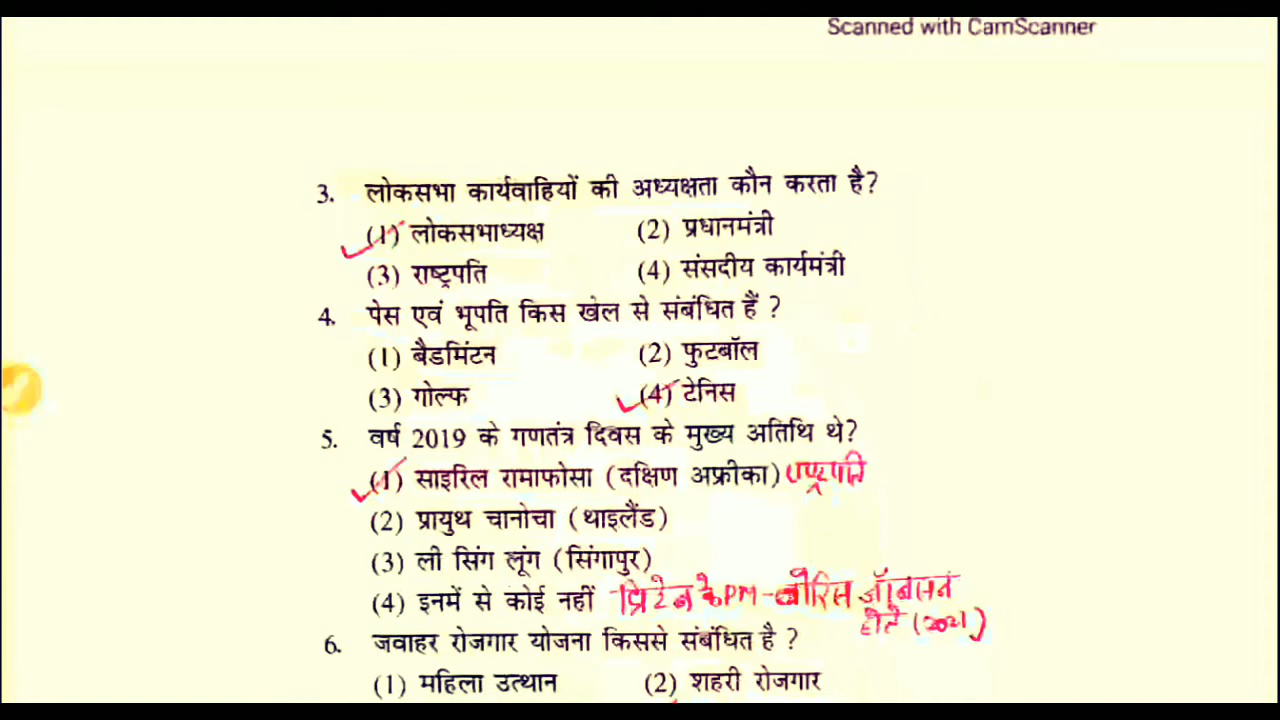 Scanned with CamScanner
3. लोकसभा कार्यवाहियों की अध्यक्षता कौन करता है?
(1) लोकसभाध्यक्ष (2) प्रधानमंत्री
(3) राष्ट्रपति (4) संसदीय कार्यमंत्री
4. पेस एवं भूपति किस खेल से संबंधित हैं ?
(1) बैडमिंटन (2) फुटबॉल
(3) गोल्फ (4) टेनिस
5. वर्ष 2019 के गणतंत्र दिवस के मुख्य अतिथि थे?
(1) साइरिल रामाफोसा (दक्षिण अफ्रीका) राष्ट्रपति
(2) प्रायुथ चानोचा (थाइलैंड)
(3) ली सिंग लूंग (सिंगापुर)
(4) इनमें से कोई नहीं ब्रिटेन के PM - बोरिस जॉनसन
होते (2021)
6. जवाहर रोजगार योजना किससे संबंधित है ?
(1) महिला उत्थान (2) शहरी रोजगार